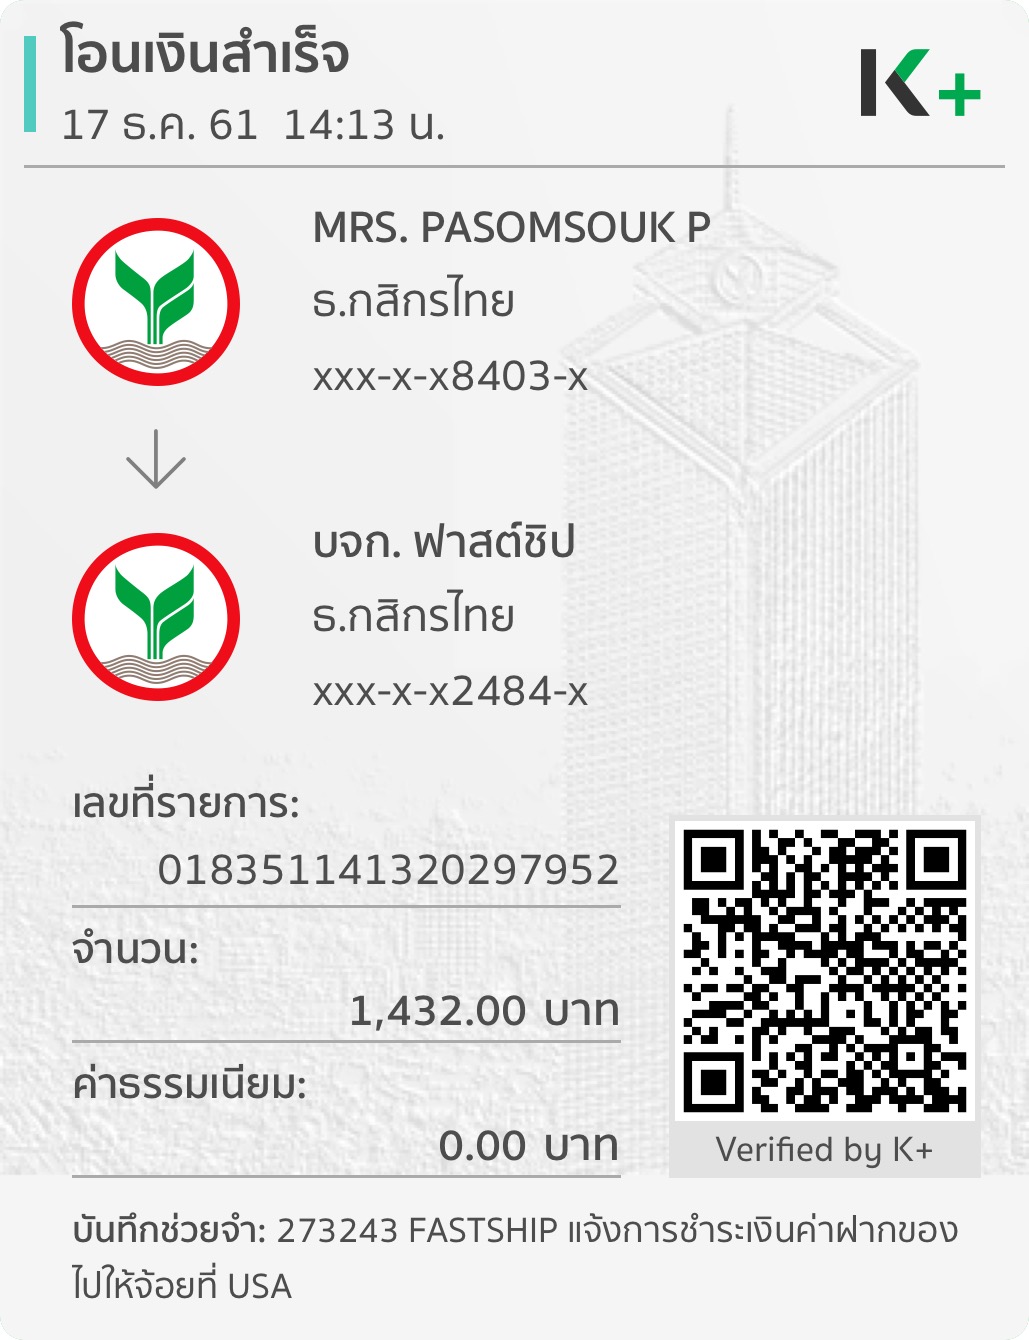 โอนเงินสำเร็จ
17 ธ.ค. 61 14:13 น.
K+
MRS. PASOMSOUK P
ธ.กสิกรไทย
xxx-x-x8403-x
บจก. ฟาสต์ชิป
ธ.กสิกรไทย
xxx-x-x2484-x
เลขที่รายการ:
018351141320297952
จำนวน:
1,432.00 บาท
ค่าธรรมเนียม:
0.00 บาท
Verified by K+
บันทึกช่วยจำ: 273243 FASTSHIP แจ้งการชำระเงินค่าฝากของ
ไปให้จ้อยที่ USA